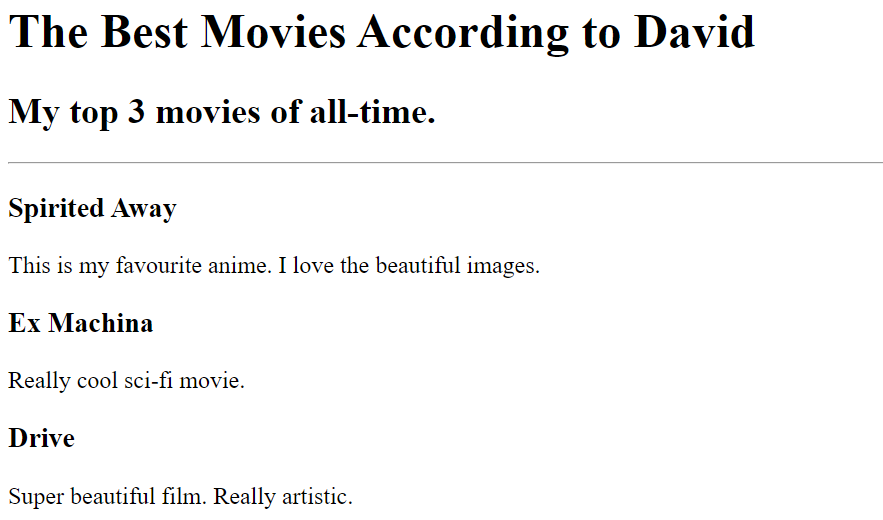 The Best Movies According to David
My top 3 movies of all-time.
Spirited Away
This is my favourite anime. I love the beautiful images.
Ex Machina
Really cool sci-fi movie.
Drive
Super beautiful film. Really artistic.